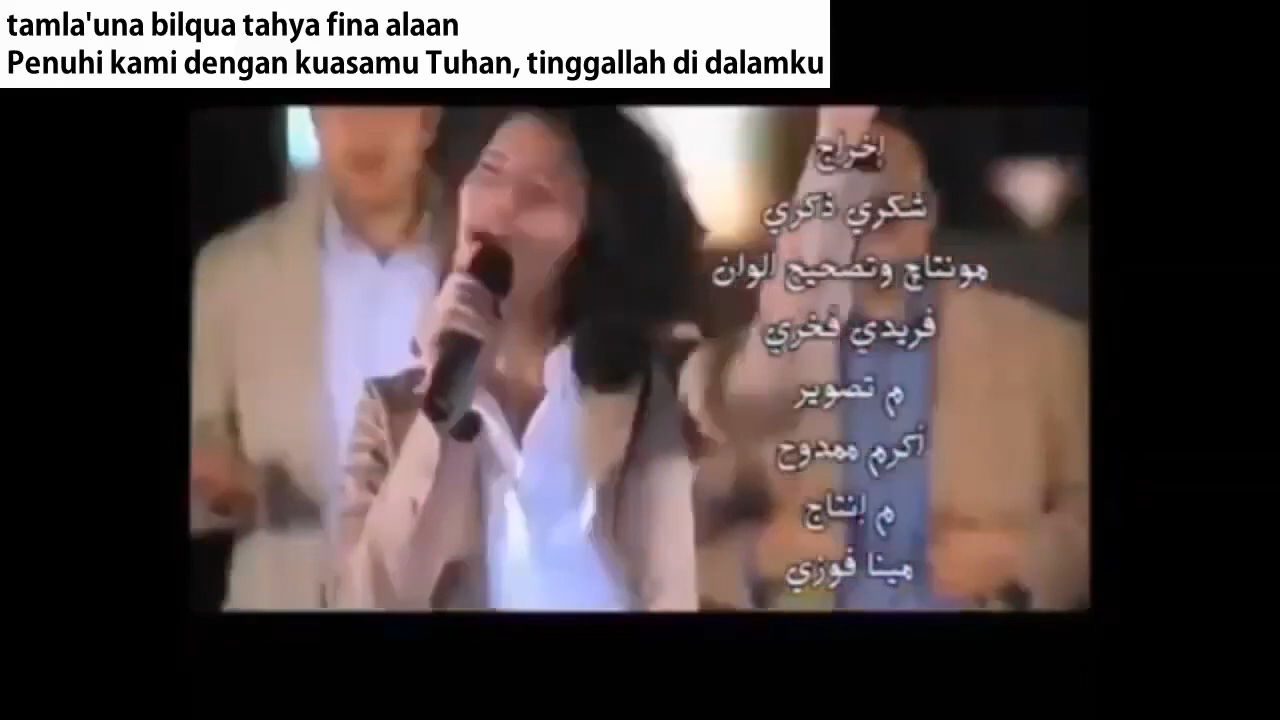 tamla'una bilqua tahya fina alaan
Penuhi kami dengan kuasamu Tuhan, tinggallah di dalamku
إخراج
شكري ذكري
مونتاج وتصحيح الوان
فريدي فخري
م تصوير
أكرم ممدوح
م إنتاج
مينا فوزي